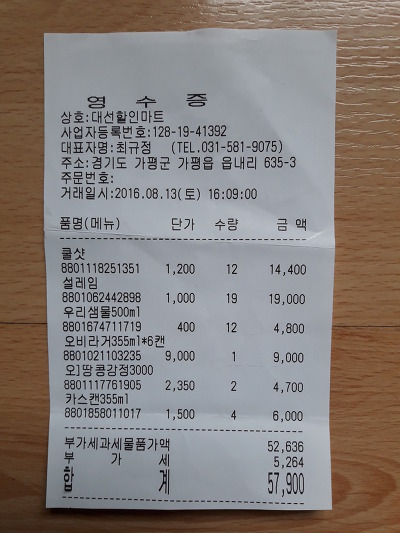 영 수 증
상호:대선할인마트
사업자등록번호:128-19-41392
대표자명:최규정 (TEL.031-581-9075)
주소:경기도 가평군 가평읍 읍내리 635-3
주문번호:
거래일시:2016.08.13(토) 16:09:00
품명(메뉴) 단가 수량 금 액
쿨샷
8801118251351 1,200 12 14,400
설레임
8801062442898 1,000 19 19,000
우리샘물500ml
8801674711719 400 12 4,800
오비라거355ml*6캔
8801021103235 9,000 1 9,000
오]땅콩강정3000
8801117761905 2,350 2 4,700
카스캔355ml
8801858011017 1,500 4 6,000
부가세과세물품가액 52,636
부 가 세 5,264
합 계 57,900